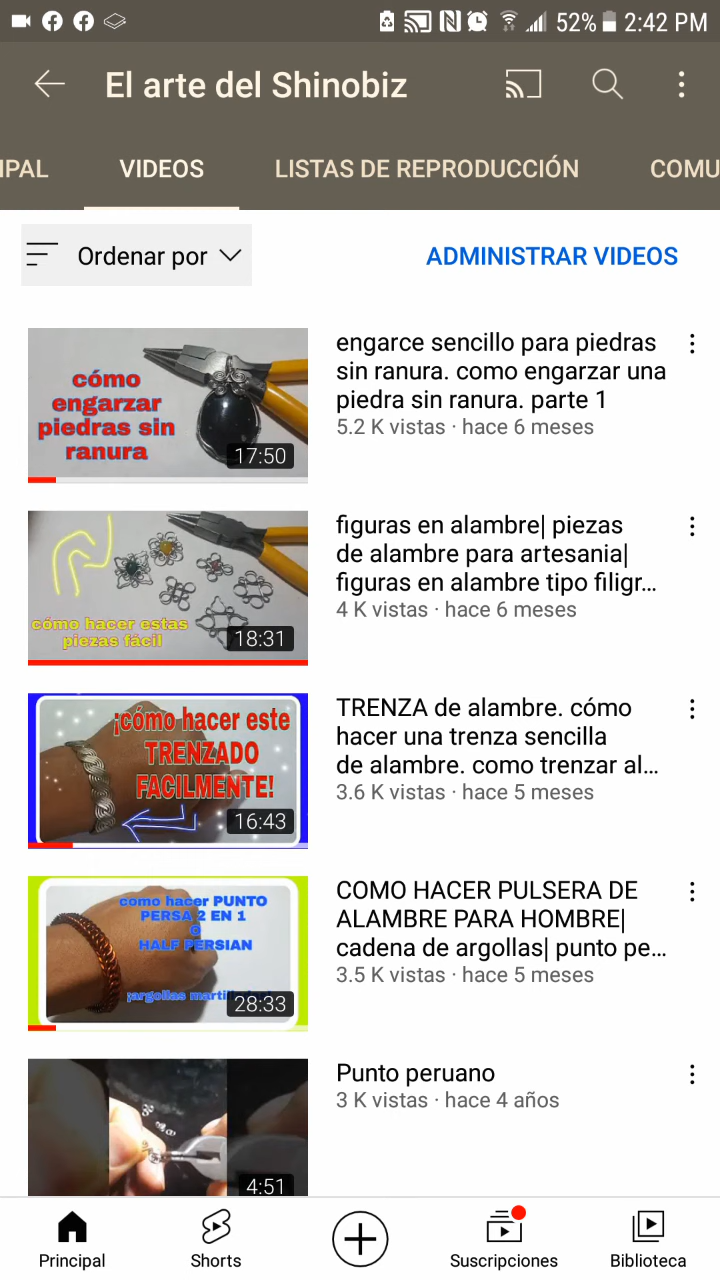 52% 2:42 PM
El arte del Shinobiz
IPAL VIDEOS LISTAS DE REPRODUCCIÓN COMU
Ordenar por
ADMINISTRAR VIDEOS
cómo
engarzar
piedras sin
ranura
17:50
engarce sencillo para piedras
sin ranura. como engarzar una
piedra sin ranura. parte 1
5.2 K vistas · hace 6 meses
cómo hacer estas
piezas fácil
18:31
figuras en alambre| piezas
de alambre para artesania|
figuras en alambre tipo filigr...
4 K vistas · hace 6 meses
¡cómo hacer este
TRENZADO
FACILMENTE!
16:43
TRENZA de alambre. cómo
hacer una trenza sencilla
de alambre. como trenzar al...
3.6 K vistas · hace 5 meses
como hacer PUNTO
PERSA 2 EN 1
O
HALF PERSIAN
¡argollas
28:33
COMO HACER PULSERA DE
ALAMBRE PARA HOMBRE|
cadena de argollas| punto pe...
3.5 K vistas · hace 5 meses
4:51
Punto peruano
3 K vistas · hace 4 años
Principal
Shorts
Suscripciones
Biblioteca